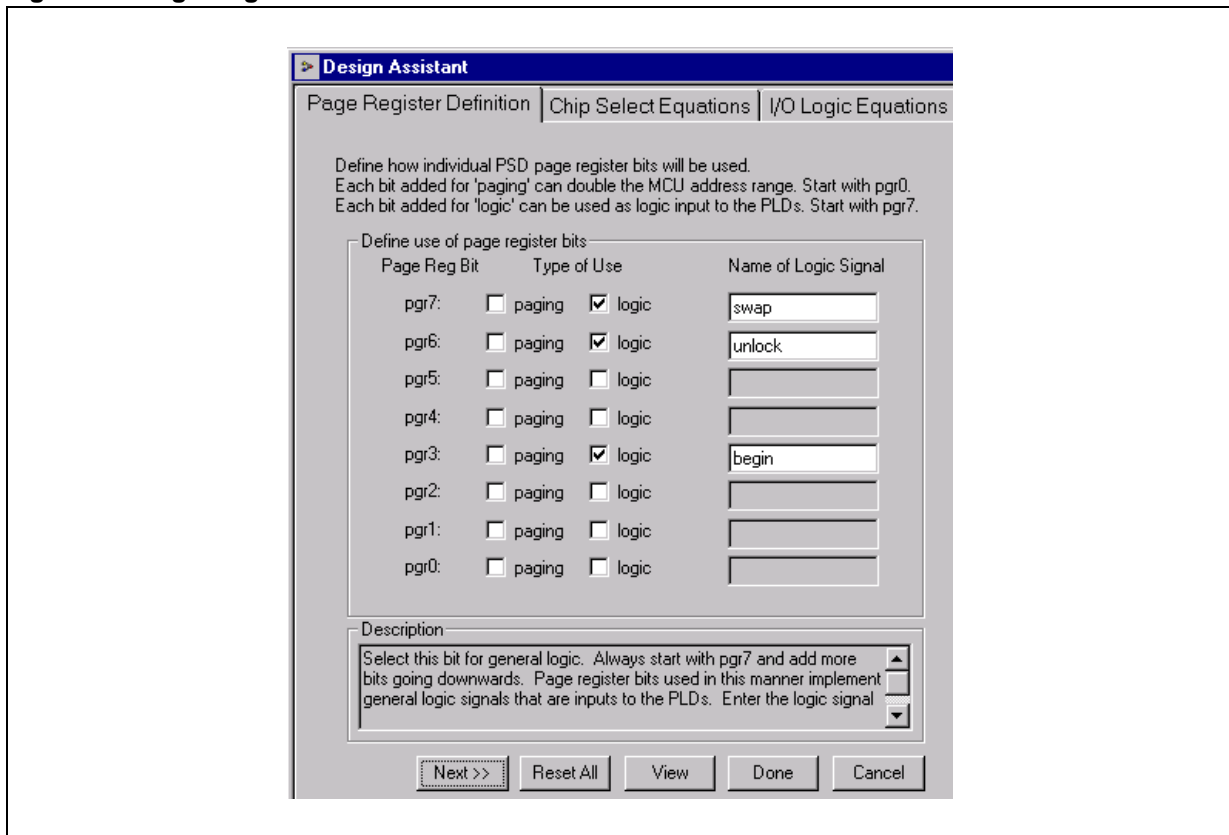 Design Assistant
Page Register Definition Chip Select Equations I/O Logic Equations
Define how individual PSD page register bits will be used.
Each bit added for 'paging' can double the MCU address range. Start with pgr0.
Each bit added for 'logic' can be used as logic input to the PLDs. Start with pgr7.
Define use of page register bits
Page Reg Bit Type of Use Name of Logic Signal
pgr7: paging logic swap
pgr6: paging logic unlock
pgr5: paging logic
pgr4: paging logic
pgr3: paging logic begin
pgr2: paging logic
pgr1: paging logic
pgr0: paging logic
Description
Select this bit for general logic. Always start with pgr7 and add more
bits going downwards. Page register bits used in this manner implement
general logic signals that are inputs to the PLDs. Enter the logic signal
Next >> Reset All View Done Cancel